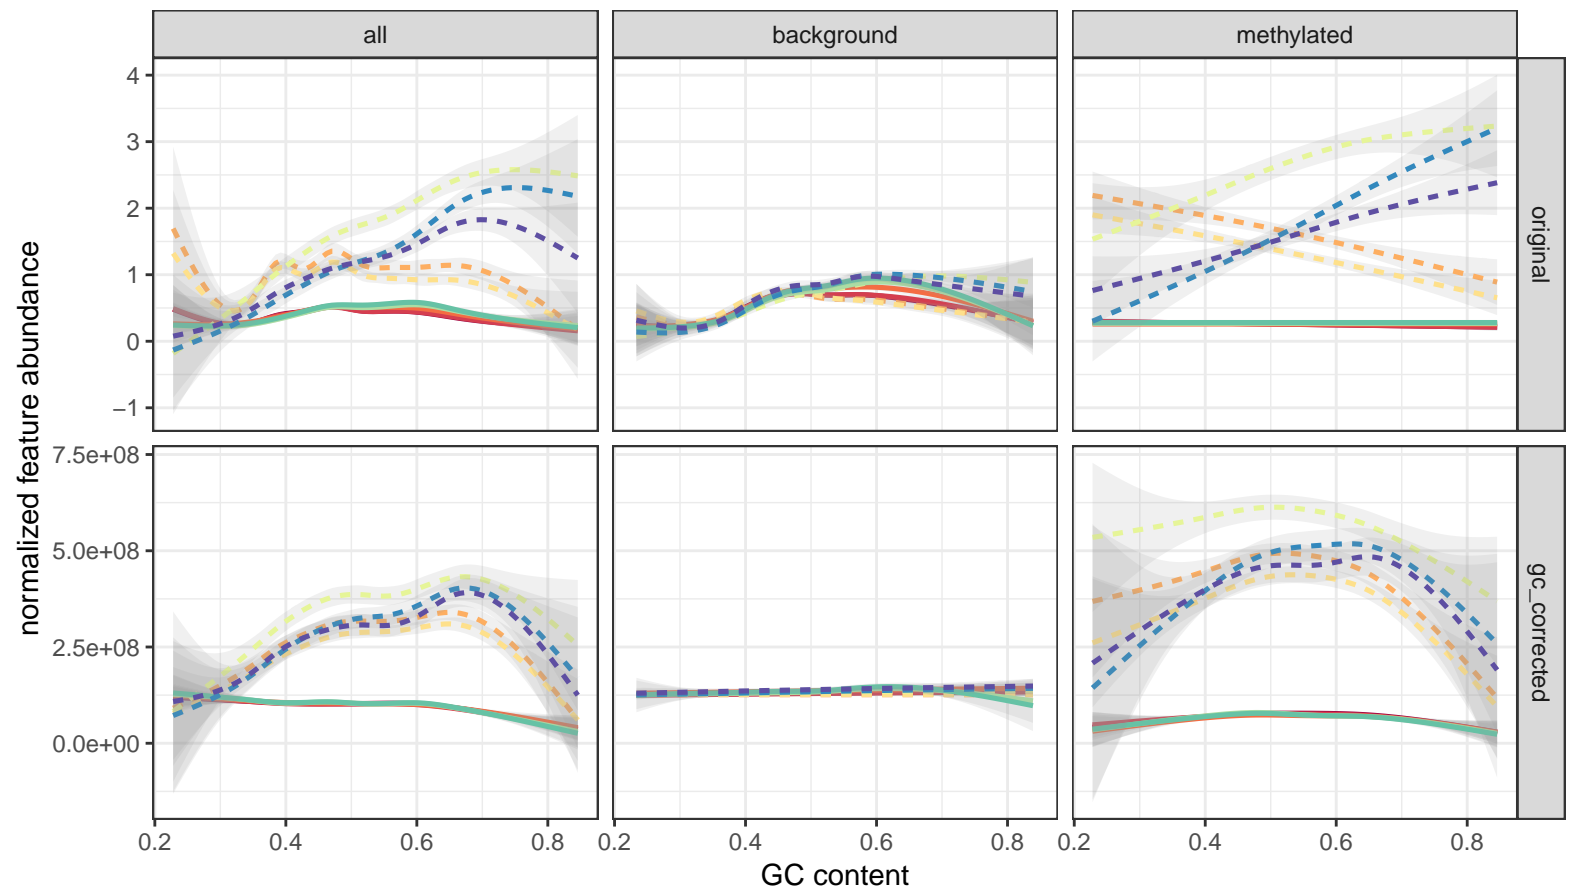 all background methylated
4
3
2
1
0
−1
original
normalized feature abundance
7.5e+08
5.0e+08
2.5e+08
0.0e+00
gc_corrected
0.2 0.4 0.6 0.8 0.2 0.4 0.6 0.8 0.2 0.4 0.6 0.8
GC content